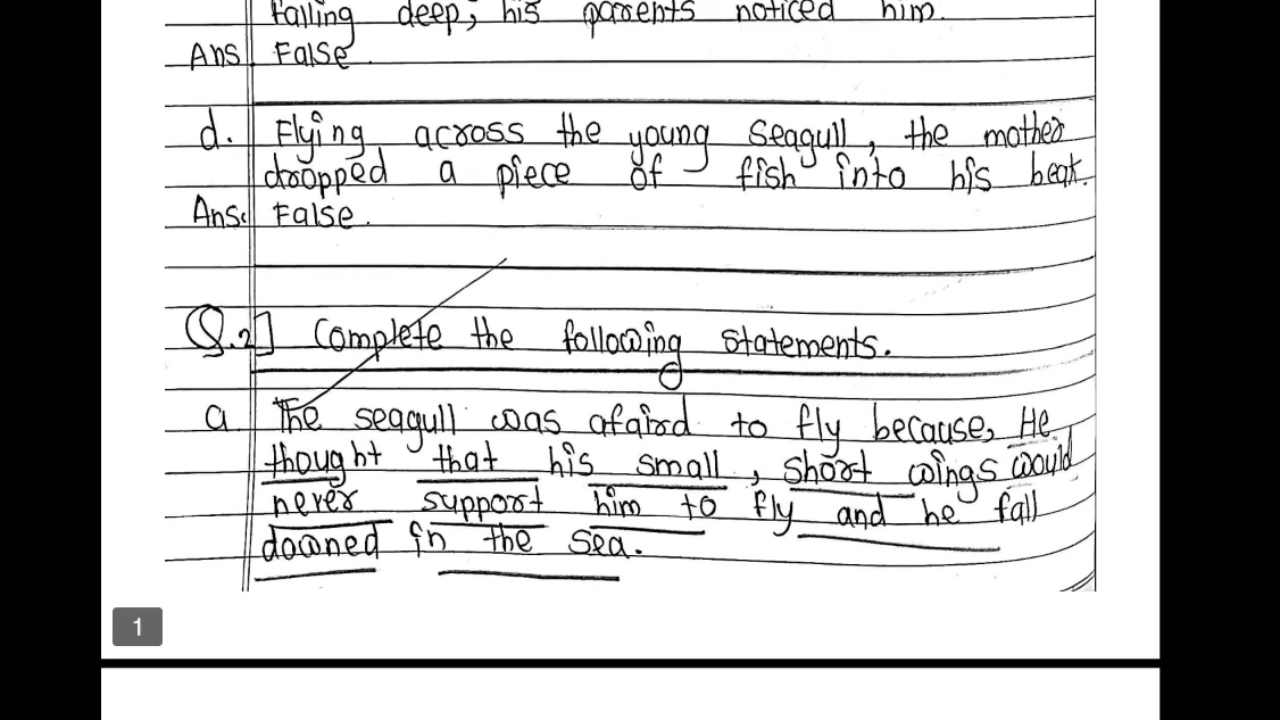 falling deep, his parents noticed him.
Ans. False.
d. Flying across the young seagull, the mother
dropped a piece of fish into his beak.
Ans. False.
Q.2] Complete the following statements.
a. The seagull was afaird to fly because, He
thought that his small, short wings would
never support him to fly and he fall
downed in the sea.
1